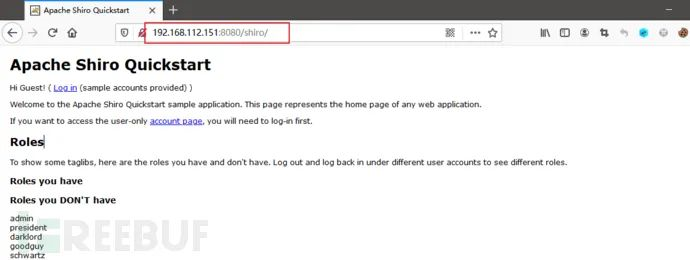 Apache Shiro Quickstart
192.168.112.151:8080/shiro/
Apache Shiro Quickstart
Hi Guest! ( Log in (sample accounts provided) )
Welcome to the Apache Shiro Quickstart sample application. This page represents the home page of any web application.
If you want to access the user-only account page, you will need to log-in first.
Roles
To show some taglibs, here are the roles you have and don't have. Log out and log back in under different user accounts to see different roles.
Roles you have
Roles you DON'T have
admin
president
darklord
goodguy
schwartz
FREEBUF